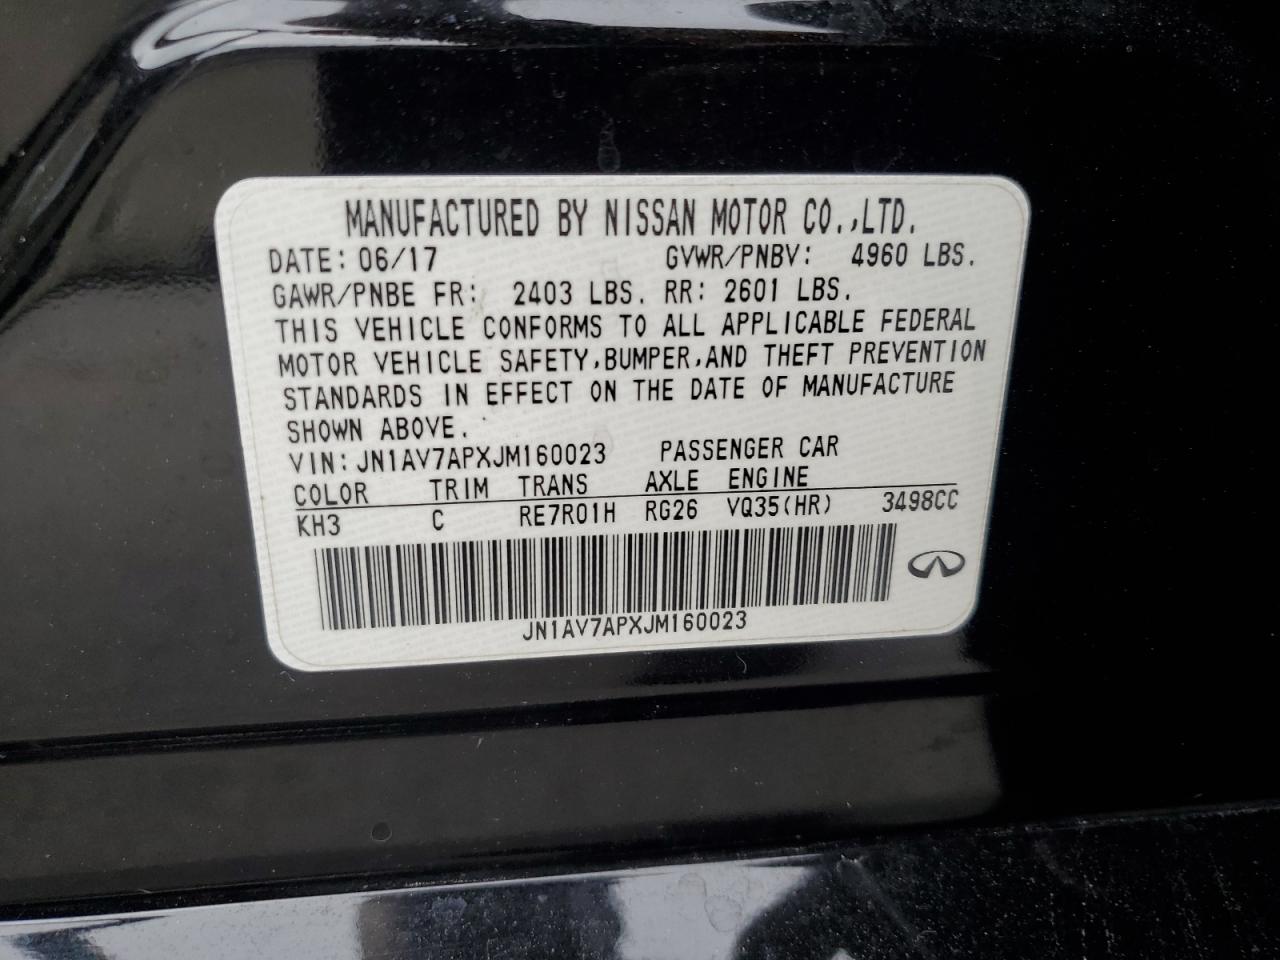 MANUFACTURED BY NISSAN MOTOR CO.,LTD.
DATE: 06/17 GVWR/PNBV: 4960 LBS.
GAWR/PNBE FR: 2403 LBS. RR: 2601 LBS.
THIS VEHICLE CONFORMS TO ALL APPLICABLE FEDERAL
MOTOR VEHICLE SAFETY,BUMPER,AND THEFT PREVENTION
STANDARDS IN EFFECT ON THE DATE OF MANUFACTURE
SHOWN ABOVE.
VIN:JN1AV7APXJM160023 PASSENGER CAR
COLOR TRIM TRANS AXLE ENGINE
KH3 C RE7R01H RG26 VQ35(HR) 3498CC
JN1AV7APXJM160023